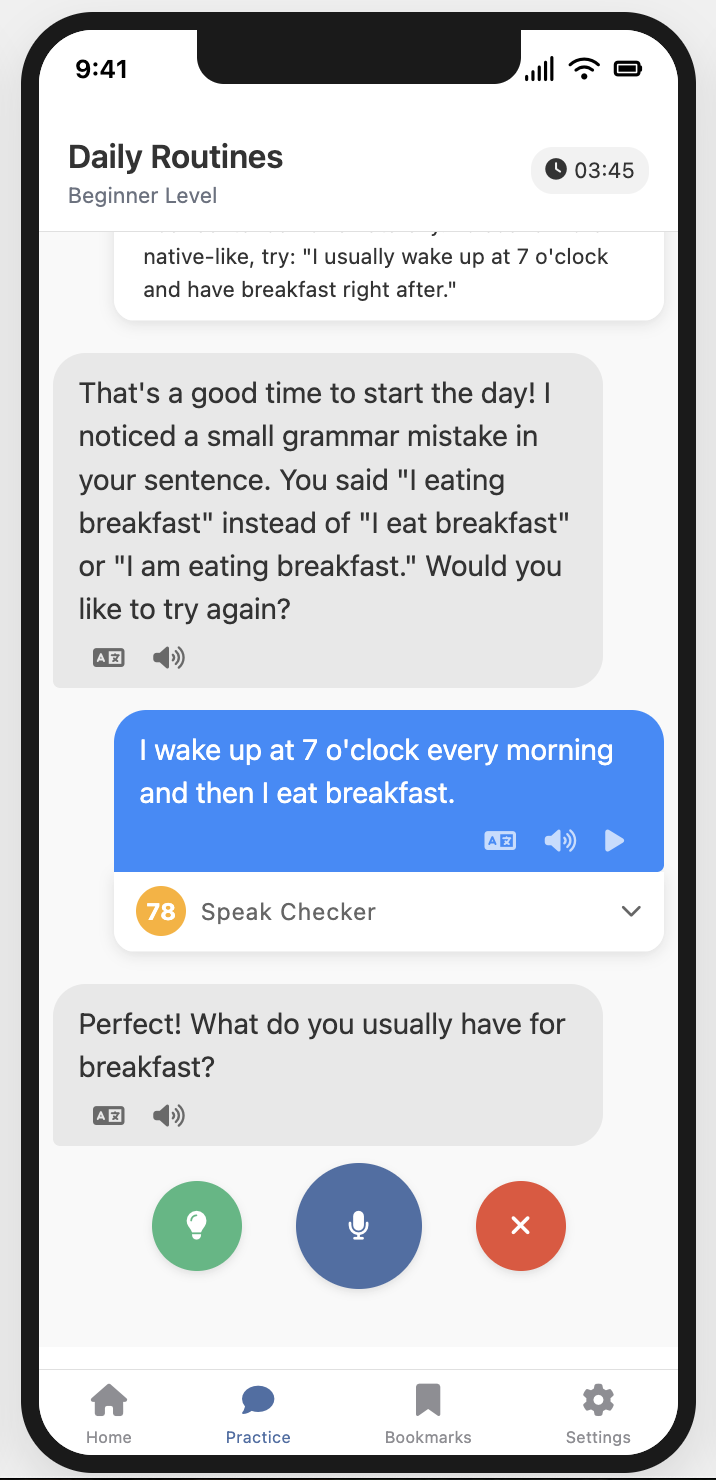 9:41
Daily Routines
03:45
Beginner Level
native-like, try: "I usually wake up at 7 o'clock
and have breakfast right after."
That's a good time to start the day! I
noticed a small grammar mistake in
your sentence. You said "I eating
breakfast" instead of "I eat breakfast"
or "I am eating breakfast." Would you
like to try again?
I wake up at 7 o'clock every morning
and then I eat breakfast.
78 Speak Checker
Perfect! What do you usually have for
breakfast?
Home Practice Bookmarks Settings